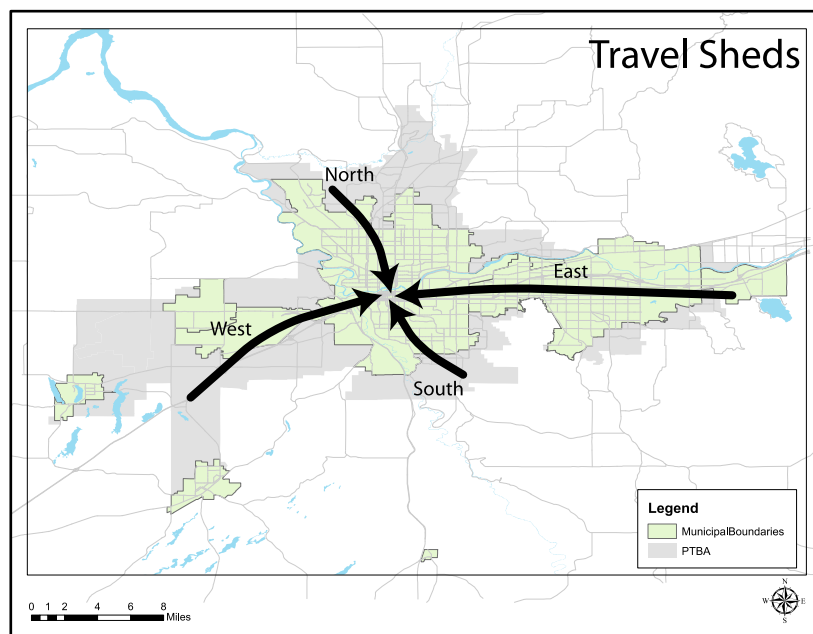 Travel Sheds
North
East
West
South
Legend
MunicipalBoundaries
PTBA
N
W E
S
0 1 2 4 6 8
Miles